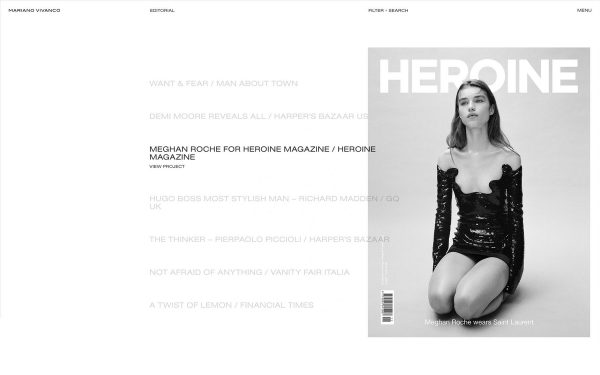 MARIANO VIVANCO
EDITORIAL
FILTER + SEARCH
MENU
WANT & FEAR / MAN ABOUT TOWN
DEMI MOORE REVEALS ALL / HARPER'S BAZAAR US
MEGHAN ROCHE FOR HEROINE MAGAZINE / HEROINE
MAGAZINE
VIEW PROJECT
HUGO BOSS MOST STYLISH MAN – RICHARD MADDEN / GQ
UK
THE THINKER – PIERPAOLO PICCIOLI / HARPER'S BAZAAR
NOT AFRAID OF ANYTHING / VANITY FAIR ITALIA
A TWIST OF LEMON / FINANCIAL TIMES
HEROINE
Meghan Roche wears Saint Laurent